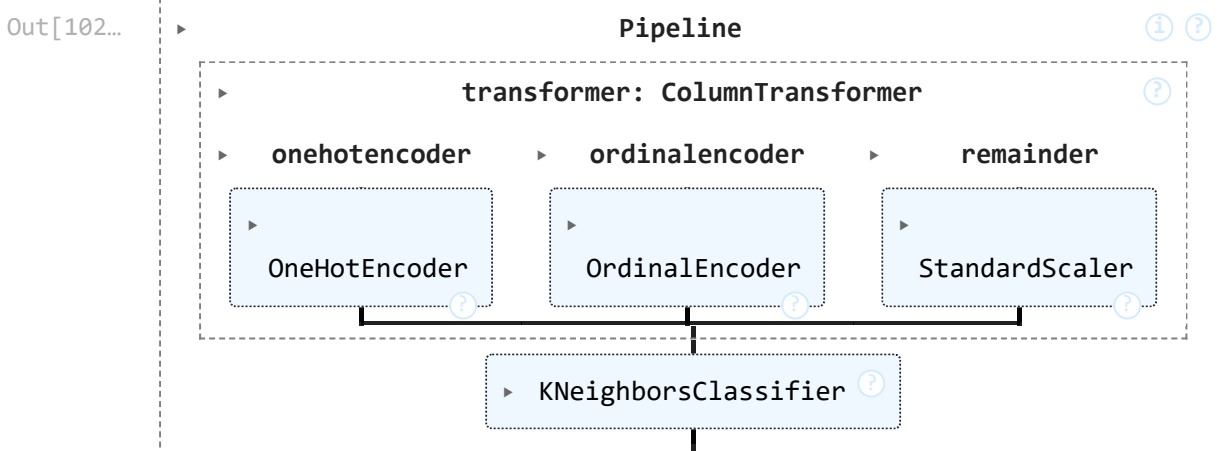 Out[102…
Pipeline i ?
transformer: ColumnTransformer ?
onehotencoder ordinalencoder remainder
OneHotEncoder OrdinalEncoder StandardScaler
? ? ?
KNeighborsClassifier ?